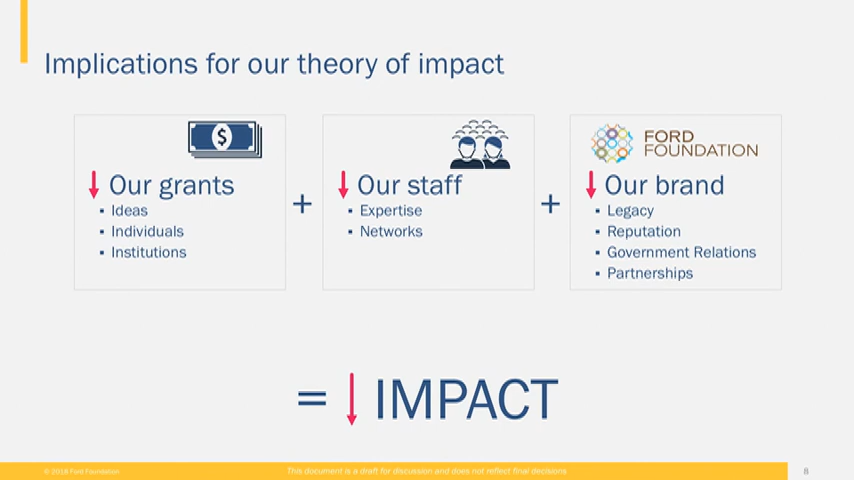 Implications for our theory of impact
$
FORD
FOUNDATION
Our grants
▪ Ideas
▪ Individuals
▪ Institutions
+
Our staff
▪ Expertise
▪ Networks
+
Our brand
▪ Legacy
▪ Reputation
▪ Government Relations
▪ Partnerships
= IMPACT
© 2018 Ford Foundation
This document is a draft for discussion and does not reflect final decisions
8